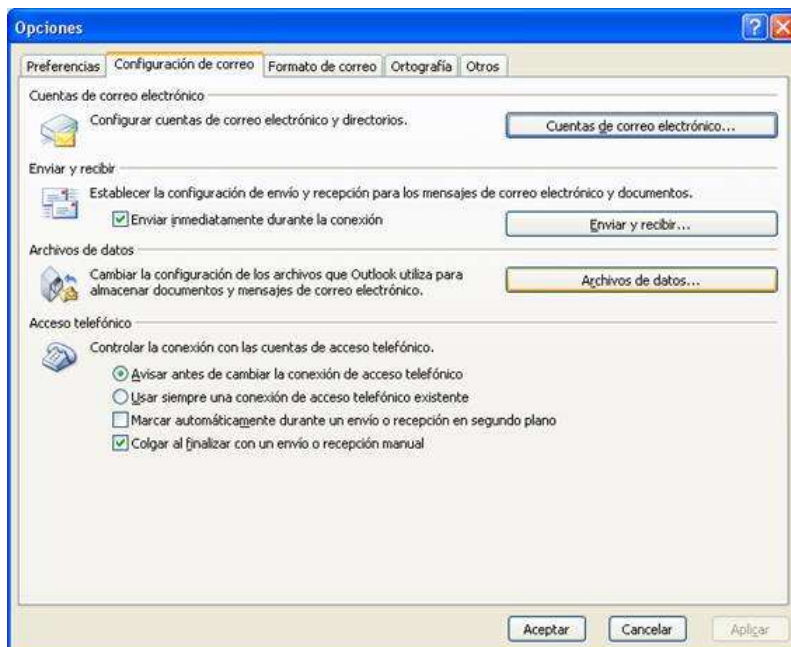 Opciones
Preferencias Configuración de correo Formato de correo Ortografía Otros
Cuentas de correo electrónico
Configurar cuentas de correo electrónico y directorios.
Cuentas de correo electrónico...
Enviar y recibir
Establecer la configuración de envío y recepción para los mensajes de correo electrónico y documentos.
Enviar inmediatamente durante la conexión
Enviar y recibir...
Archivos de datos
Cambiar la configuración de los archivos que Outlook utiliza para
almacenar documentos y mensajes de correo electrónico.
Archivos de datos...
Acceso telefónico
Controlar la conexión con las cuentas de acceso telefónico.
Avisar antes de cambiar la conexión de acceso telefónico
Usar siempre una conexión de acceso telefónico existente
Marcar automáticamente durante un envío o recepción en segundo plano
Colgar al finalizar con un envío o recepción manual
Aceptar Cancelar Aplicar